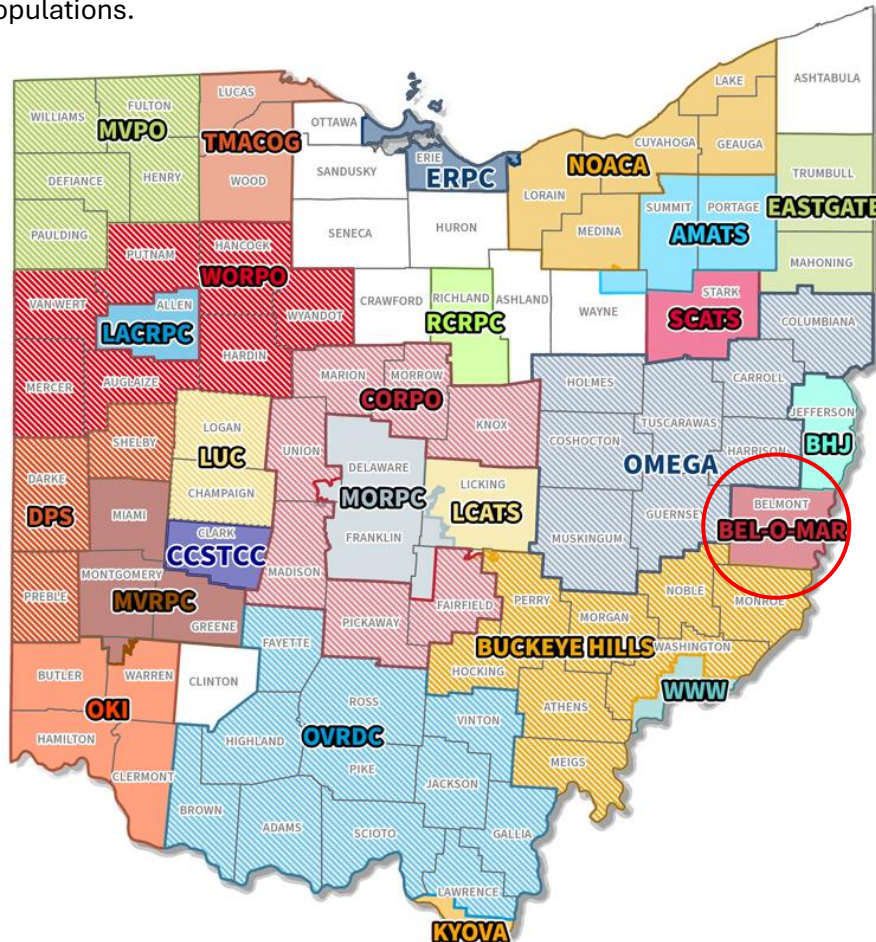 opulations.
LAKE
ASHTABULA
LUCAS
WILLIAMS
FULTON
MVPO
OTTAWA
TMACOG
CUYAHOGA
GEAUGA
ERIE
ERPC
NOACA
SANDUSKY
TRUMBULL
DEFIANCE
HENRY
WOOD
LORAIN
SUMMIT
PORTAGE
EASTGATE
PAULDING
SENECA
HURON
MEDINA
AMATS
PUTNAM
HANCOCK
MAHONING
WORPO
VAN WERT
ALLEN
CRAWFORD
RICHLAND
ASHLAND
STARK
WYANDOT
RCRPC
WAYNE
SCATS
COLUMBIANA
LACRPC
HARDIN
MERCER
AUGLAIZE
MARION
MORROW
HOLMES
CARROLL
CORPO
JEFFERSON
LOGAN
KNOX
TUSCARAWAS
SHELBY
UNION
COSHOCTON
HARRISON
BHJ
LUC
DELAWARE
OMEGA
DARKE
CHAMPAIGN
MORPC
LICKING
LCATS
BELMONT
DPS
MIAMI
CLARK
FRANKLIN
MUSKINGUM
GUERNSEY
BEL-O-MAR
CCSTCC
MONTGOMERY
MADISON
PREBLE
MVRPC
FAIRFIELD
PERRY
NOBLE
MONROE
GREENE
PICKAWAY
MORGAN
FAYETTE
BUCKEYE HILLS
WASHINGTON
BUTLER
WARREN
CLINTON
HOCKING
WWW
OKI
ROSS
ATHENS
HAMILTON
HIGHLAND
OVRDC
VINTON
CLERMONT
PIKE
MEIGS
JACKSON
BROWN
ADAMS
SCIOTO
GALLIA
LAWRENCE
KYOVA